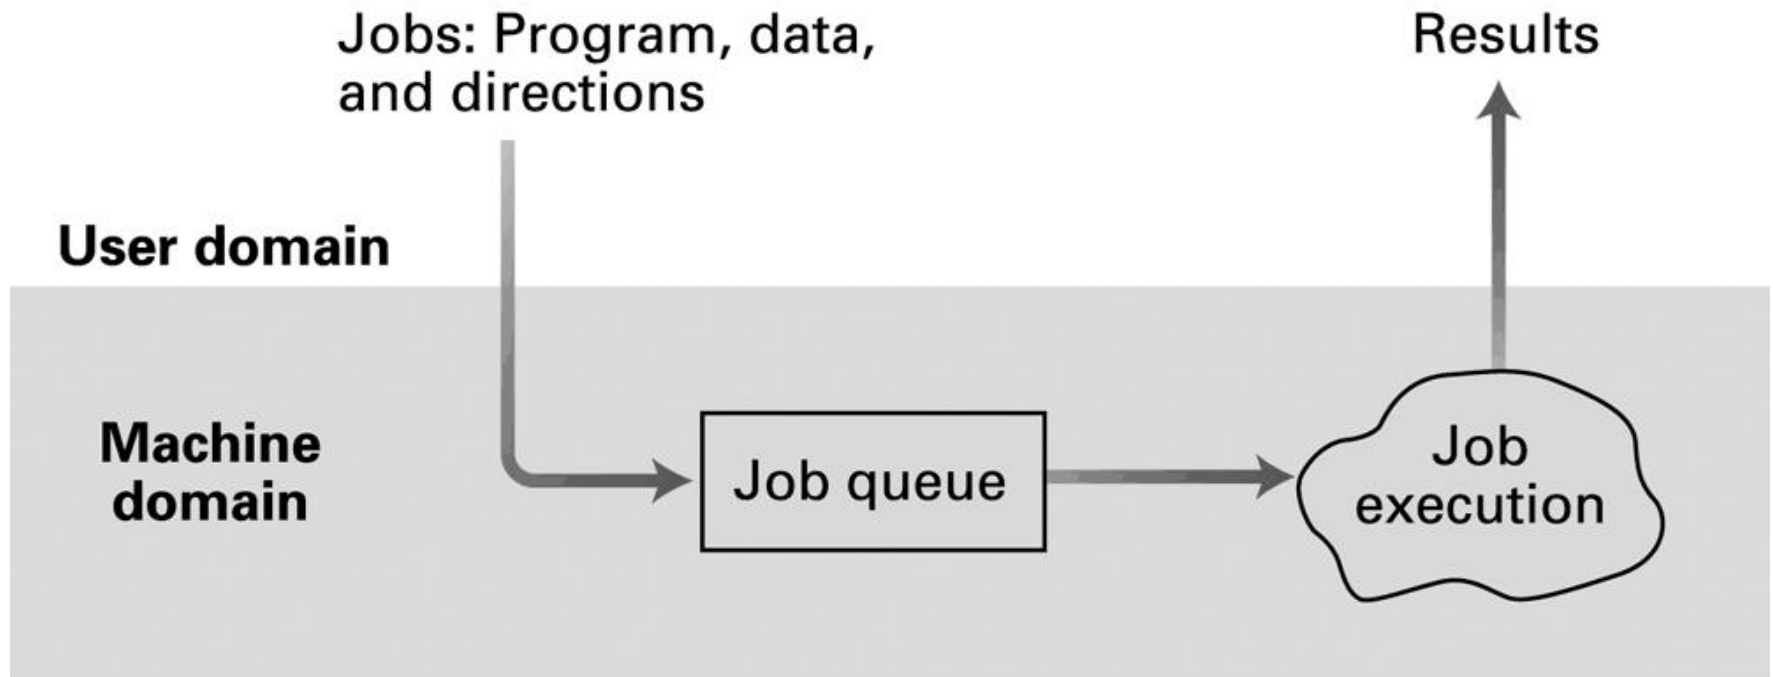 Jobs: Program, data,
and directions
Results
User domain
Machine
domain
Job queue
Job
execution